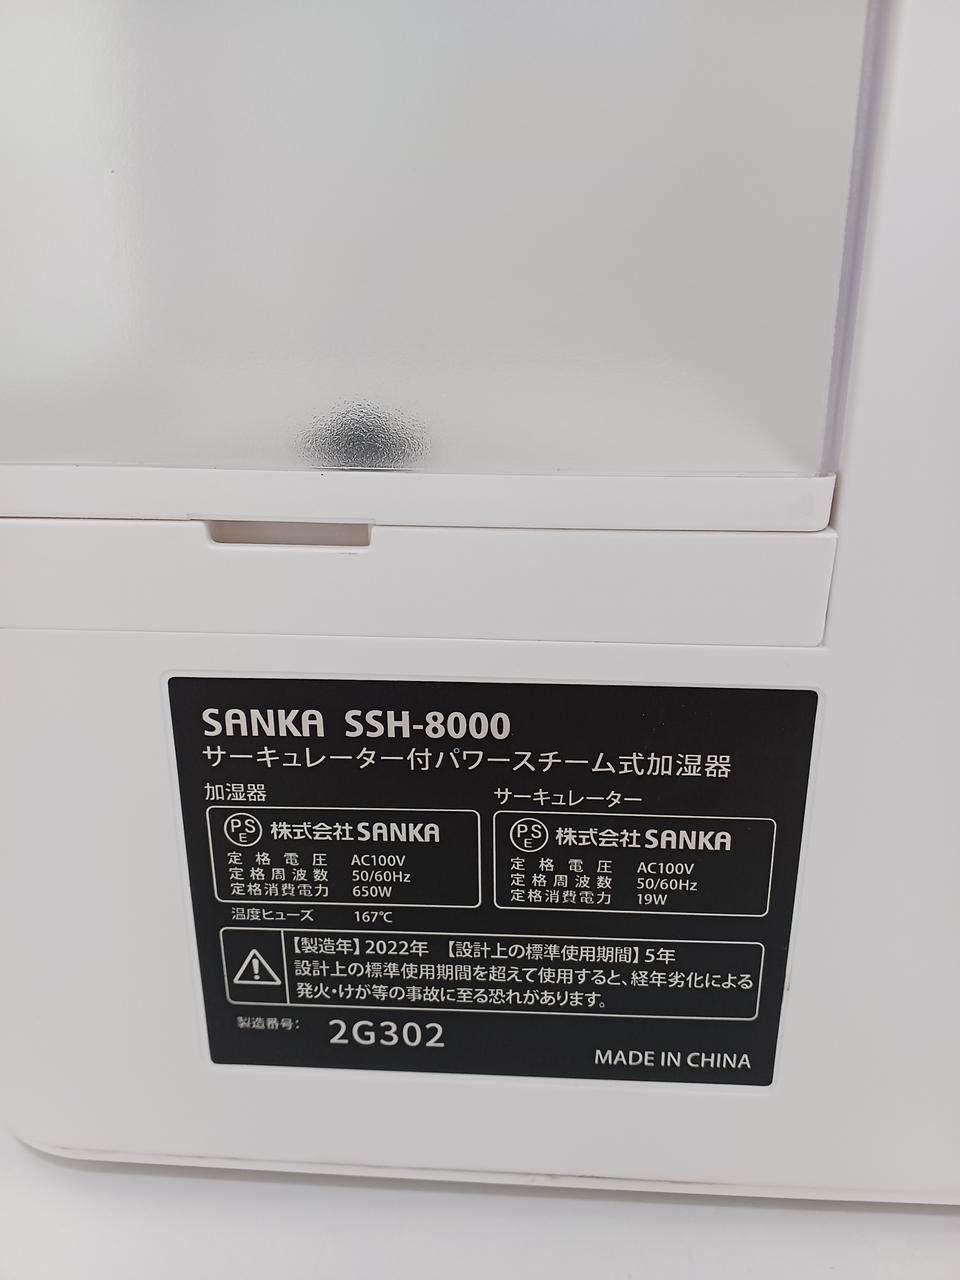 SANKA SSH-8000
サーキュレーター付パワースチーム式加湿器
加湿器
PSE 株式会社SANKA
定格電圧 AC100V
定格周波数 50/60Hz
定格消費電力 650W
温度ヒューズ 167℃
サーキュレーター
PSE 株式会社SANKA
定格電圧 AC100V
定格周波数 50/60Hz
定格消費電力 19W
【製造年】2022年 【設計上の標準使用期間】5年
設計上の標準使用期間を超えて使用すると、経年劣化による
発火・けが等の事故に至る恐れがあります。
製造番号: 2G302
MADE IN CHINA